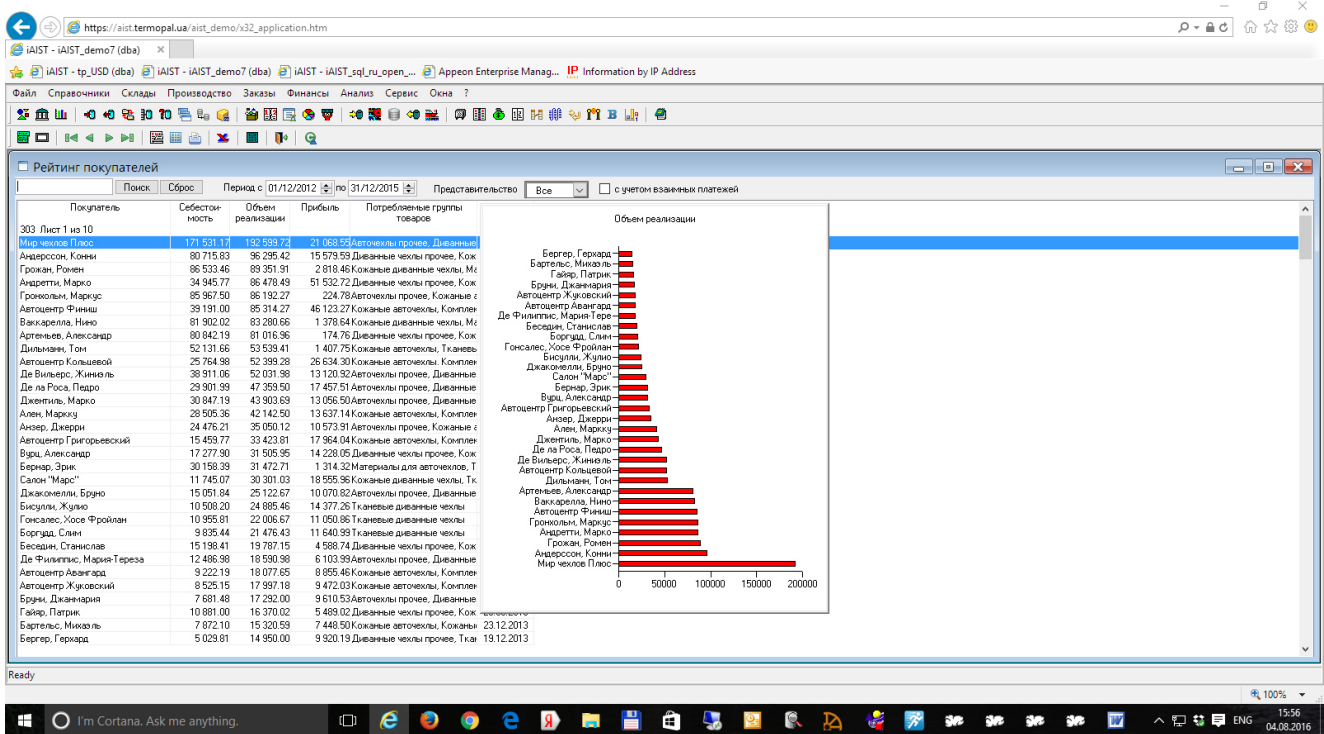 https://aist.termopal.ua/aist_demo/x32_application.htm
iAIST - iAIST_demo7 (dba)
iAIST - tp_USD (dba) iAIST - iAIST_demo7 (dba) iAIST - iAIST_sql_ru_open_... Appeon Enterprise Manag... IP Information by IP Address
Файл Справочники Склады Производство Заказы Финансы Анализ Сервис Окна ?
Рейтинг покупателей
Поиск Сброс Период с 01/12/2012 по 31/12/2015 Представительство Все с учетом взаимных платежей
Покупатель Себестои-мость Объем реализации Прибыль Потребляемые группы товаров
303 Лист 1 из 10
Мир чехлов Плюс 171 531.17 192 599.72 21 068.55 Авточехлы прочее, Диванные
Андерссон, Конни 80 715.83 96 295.42 15 579.59 Диванные чехлы прочее, Кож
Грожан, Ромен 86 533.46 89 351.91 2 818.46 Кожаные диванные чехлы, Ма
Андретти, Марко 34 945.77 86 478.49 51 532.72 Диванные чехлы прочее, Кож
Гронхольм, Маркус 85 967.50 86 192.27 224.78 Авточехлы прочее, Кожаные а
Автоцентр Финиш 39 191.00 85 314.27 46 123.27 Кожаные авточехлы, Комплек
Ваккарелла, Нино 81 902.02 83 280.66 1 378.64 Кожаные диванные чехлы, Ма
Артемьев, Александр 80 842.19 81 016.96 174.76 Диванные чехлы прочее, Кож
Дильманн, Том 52 131.66 53 539.41 1 407.75 Кожаные авточехлы, Тканевы
Автоцентр Кольцевой 25 764.98 52 399.28 26 634.30 Кожаные авточехлы. Комплек
Де Вильерс, Жиниэль 38 911.06 52 031.98 13 120.92 Авточехлы прочее, Диванные
Де ла Роса, Педро 29 901.99 47 359.50 17 457.51 Авточехлы прочее, Диванные
Джентиль, Марко 30 847.19 43 903.69 13 056.50 Авточехлы прочее, Диванные
Ален, Маркку 28 505.36 42 142.50 13 637.14 Кожаные авточехлы, Комплек
Анзер, Джерри 24 476.21 35 050.12 10 573.91 Авточехлы прочее, Кожаные а
Автоцентр Григорьевский 15 459.77 33 423.81 17 964.04 Кожаные авточехлы, Комплек
Вурц, Александр 17 277.90 31 505.95 14 228.05 Диванные чехлы прочее, Кож
Бернар, Эрик 30 158.39 31 472.71 1 314.32 Материалы для авточехлов, Т
Салон "Марс" 11 745.07 30 301.03 18 555.96 Кожаные диванные чехлы, Тк
Джакомелли, Бруно 15 051.84 25 122.67 10 070.82 Авточехлы прочее, Диванные
Бисулли, Жулио 10 508.20 24 885.46 14 377.26 Тканевые диванные чехлы
Гонсалес, Хосе Фройлан 10 955.81 22 006.67 11 050.86 Тканевые диванные чехлы
Боргудд, Слим 9 835.44 21 476.43 11 640.99 Тканевые диванные чехлы
Беседин, Станислав 15 198.41 19 787.15 4 588.74 Диванные чехлы прочее, Кож
Де Филиппис, Мария-Тереза 12 486.98 18 590.98 6 103.99 Авточехлы прочее, Диванные
Автоцентр Авангард 9 222.19 18 077.65 8 855.46 Кожаные авточехлы, Комплек
Автоцентр Жуковский 8 525.15 17 997.18 9 472.03 Кожаные авточехлы, Комплек
Бруни, Джанмария 7 681.48 17 292.00 9 610.53 Авточехлы прочее, Диванные
Гайяр, Патрик 10 881.00 16 370.02 5 489.02 Диванные чехлы прочее, Кож
Бартельс, Михаэль 7 872.10 15 320.59 7 448.50 Кожаные авточехлы, Кожаны 23.12.2013
Бергер, Герхард 5 029.81 14 950.00 9 920.19 Диванные чехлы прочее, Ткан 19.12.2013
Объем реализации
Бергер, Герхард
Бартельс, Михаэль
Гайяр, Патрик
Бруни, Джанмария
Автоцентр Жуковский
Автоцентр Авангард
Де Филиппис, Мария-Тере
Беседин, Станислав
Боргудд, Слим
Гонсалес, Хосе Фройлан
Бисулли, Жулио
Джакомелли, Бруно
Салон "Марс"
Бернар, Эрик
Вурц, Александр
Автоцентр Григорьевский
Анзер, Джерри
Ален, Маркку
Джентиль, Марко
Де ла Роса, Педро
Де Вильерс, Жиниэль
Автоцентр Кольцевой
Дильманн, Том
Артемьев, Александр
Ваккарелла, Нино
Автоцентр Финиш
Гронхольм, Маркус
Андретти, Марко
Грожан, Ромен
Андерссон, Конни
Мир чехлов Плюс
0 50000 100000 150000 200000
Ready
100%
I'm Cortana. Ask me anything.
ENG
15:56
04.08.2016